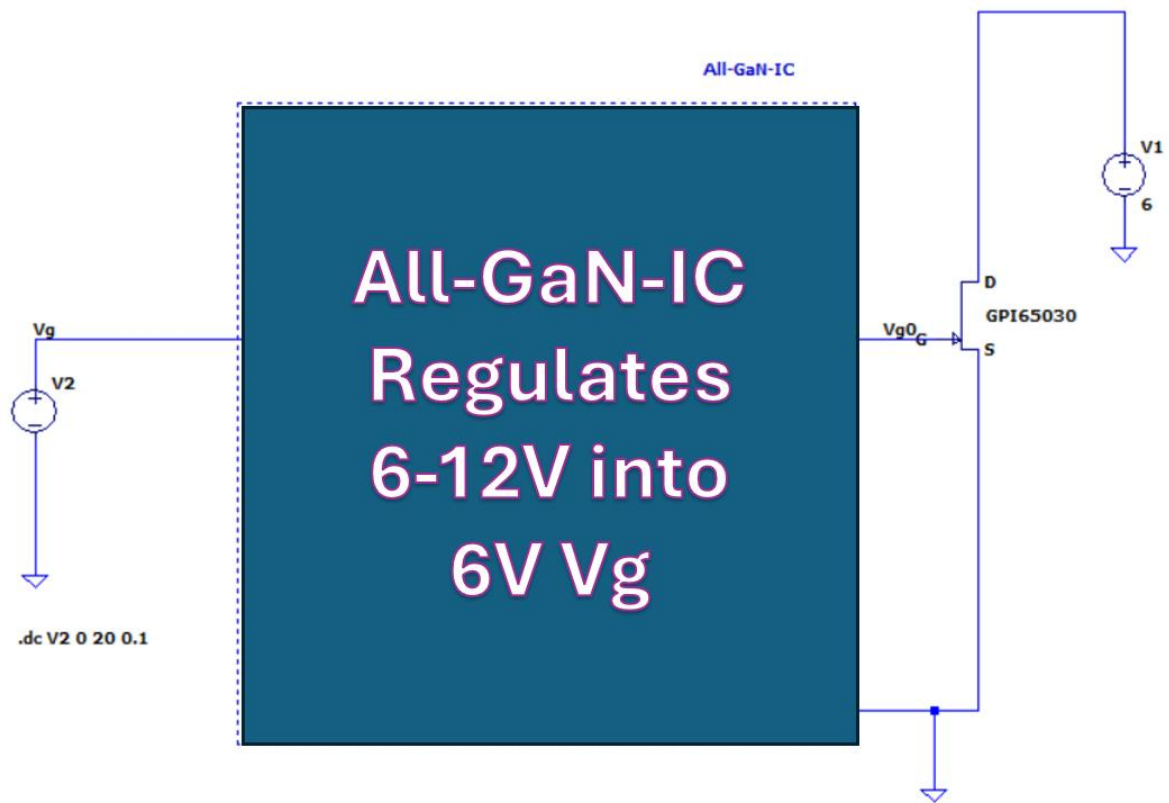 All-GaN-IC
V1
6
All-GaN-IC
Regulates
6-12V into
6V Vg
D
GPI65030
Vg0
G
S
Vg
V2
.dc V2 0 20 0.1